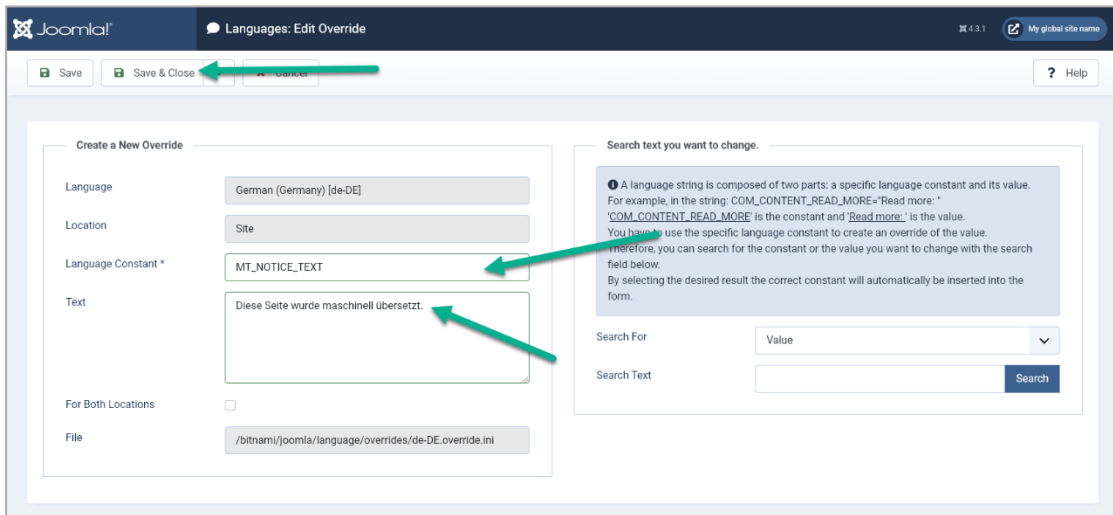 Joomla!®
Languages: Edit Override
4.3.1
My global site name
Save
Save & Close
Cancel
? Help
Create a New Override
Language
German (Germany) [de-DE]
Location
Site
Language Constant *
MT_NOTICE_TEXT
Text
Diese Seite wurde maschinell übersetzt.
For Both Locations
File
/bitnami/joomla/language/overrides/de-DE.override.ini
Search text you want to change.
A language string is composed of two parts: a specific language constant and its value.
For example, in the string: COM_CONTENT_READ_MORE="Read more: "
'COM_CONTENT_READ_MORE' is the constant and 'Read more: ' is the value.
You have to use the specific language constant to create an override of the value.
Therefore, you can search for the constant or the value you want to change with the search
field below.
By selecting the desired result the correct constant will automatically be inserted into the
form.
Search For
Value
Search Text
Search